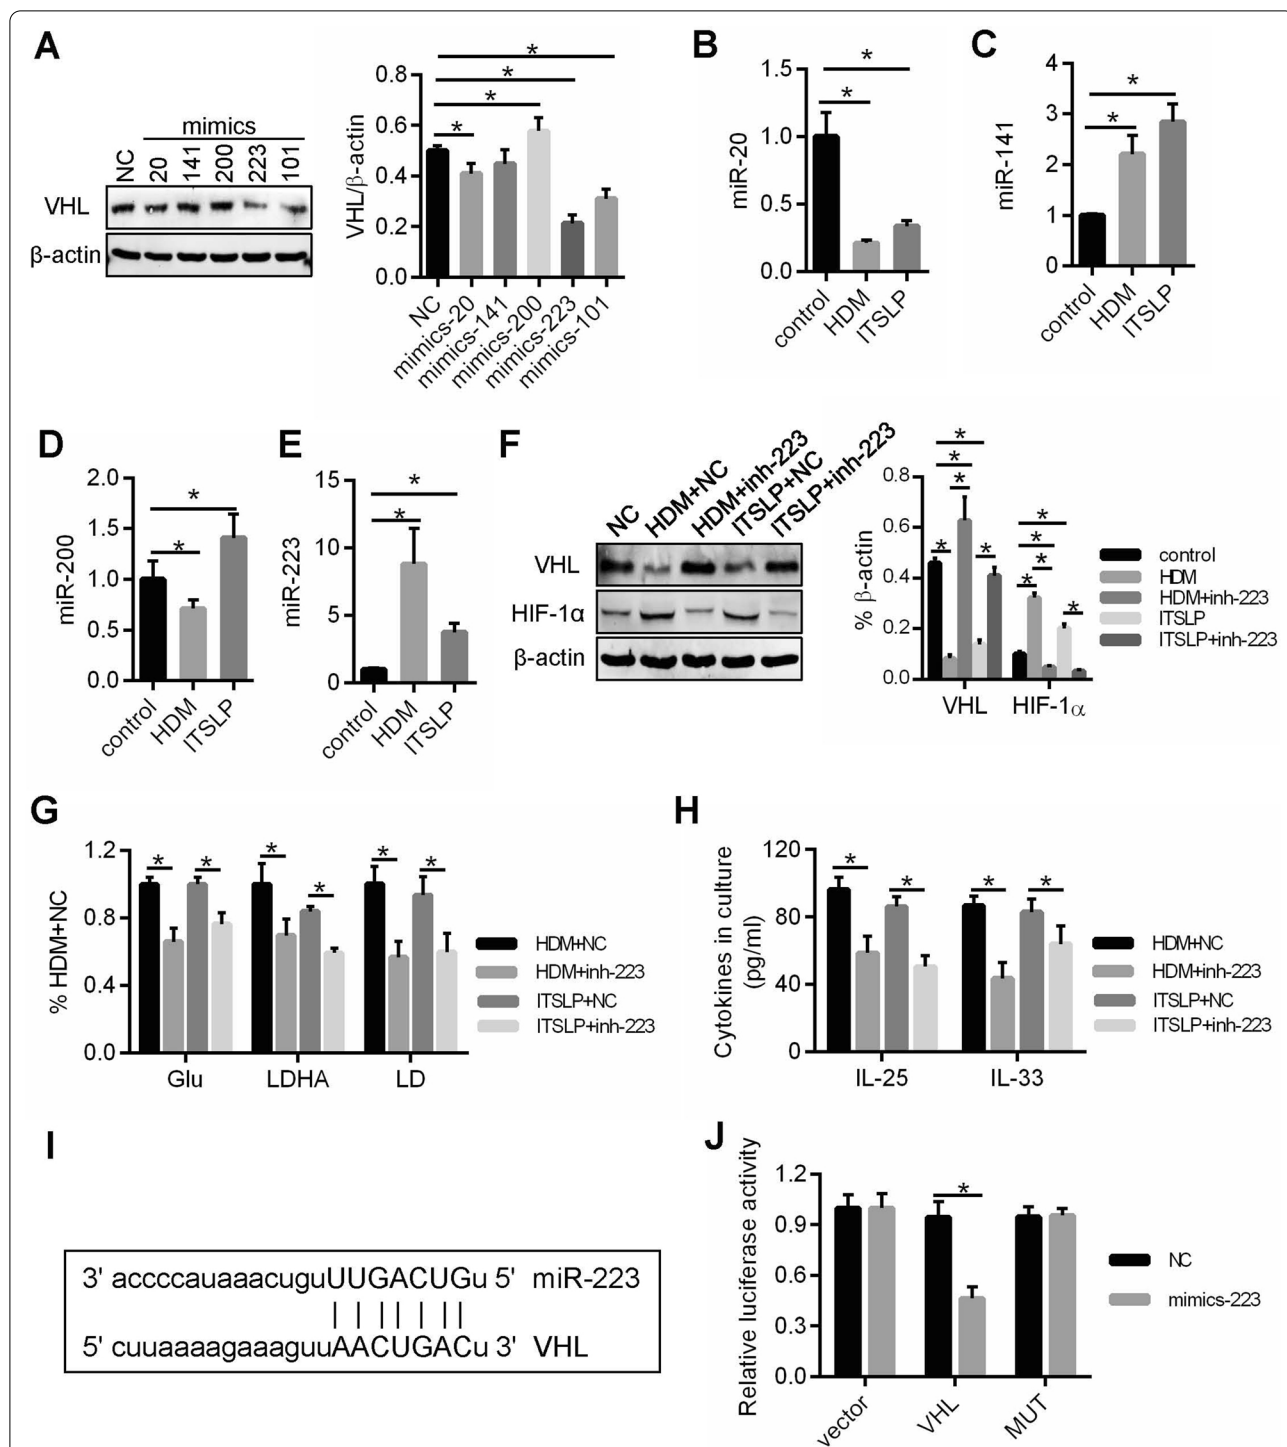 A
mimics
NC
20
141
200
223
101
VHL
β-actin
VHL/β-actin
0.8
0.6
0.4
0.2
0.0
*
*
*
*
NC
mimics-20
mimics-141
mimics-200
mimics-223
mimics-101
B
miR-20
1.5
1.0
0.5
0.0
*
*
control
HDM
ITSLP
C
miR-141
4
3
2
1
0
*
*
control
HDM
ITSLP
D
miR-200
2.0
1.5
1.0
0.5
0.0
*
*
control
HDM
ITSLP
E
miR-223
15
10
5
0
*
*
control
HDM
ITSLP
F
NC
HDM+NC
HDM+inh-223
ITSLP+NC
ITSLP+inh-223
VHL
HIF-1α
β-actin
% β-actin
0.8
0.6
0.4
0.2
0.0
*
*
*
*
*
*
*
*
*
*
VHL
HIF-1α
control
HDM
HDM+inh-223
ITSLP
ITSLP+inh-223
G
% HDM+NC
1.2
0.8
0.4
0.0
* * * * * *
Glu LDHA LD
HDM+NC
HDM+inh-223
ITSLP+NC
ITSLP+inh-223
H
Cytokines in culture
(pg/ml)
120
80
40
0
* * * *
IL-25 IL-33
HDM+NC
HDM+inh-223
ITSLP+NC
ITSLP+inh-223
I
3' accccauaaacuguUUGACUGu 5' miR-223
5' cuuaaaagaaaguuAACUGACu 3' VHL
J
Relative luciferase activity
1.2
0.9
0.6
0.3
0.0
*
vector
VHL
MUT
NC
mimics-223